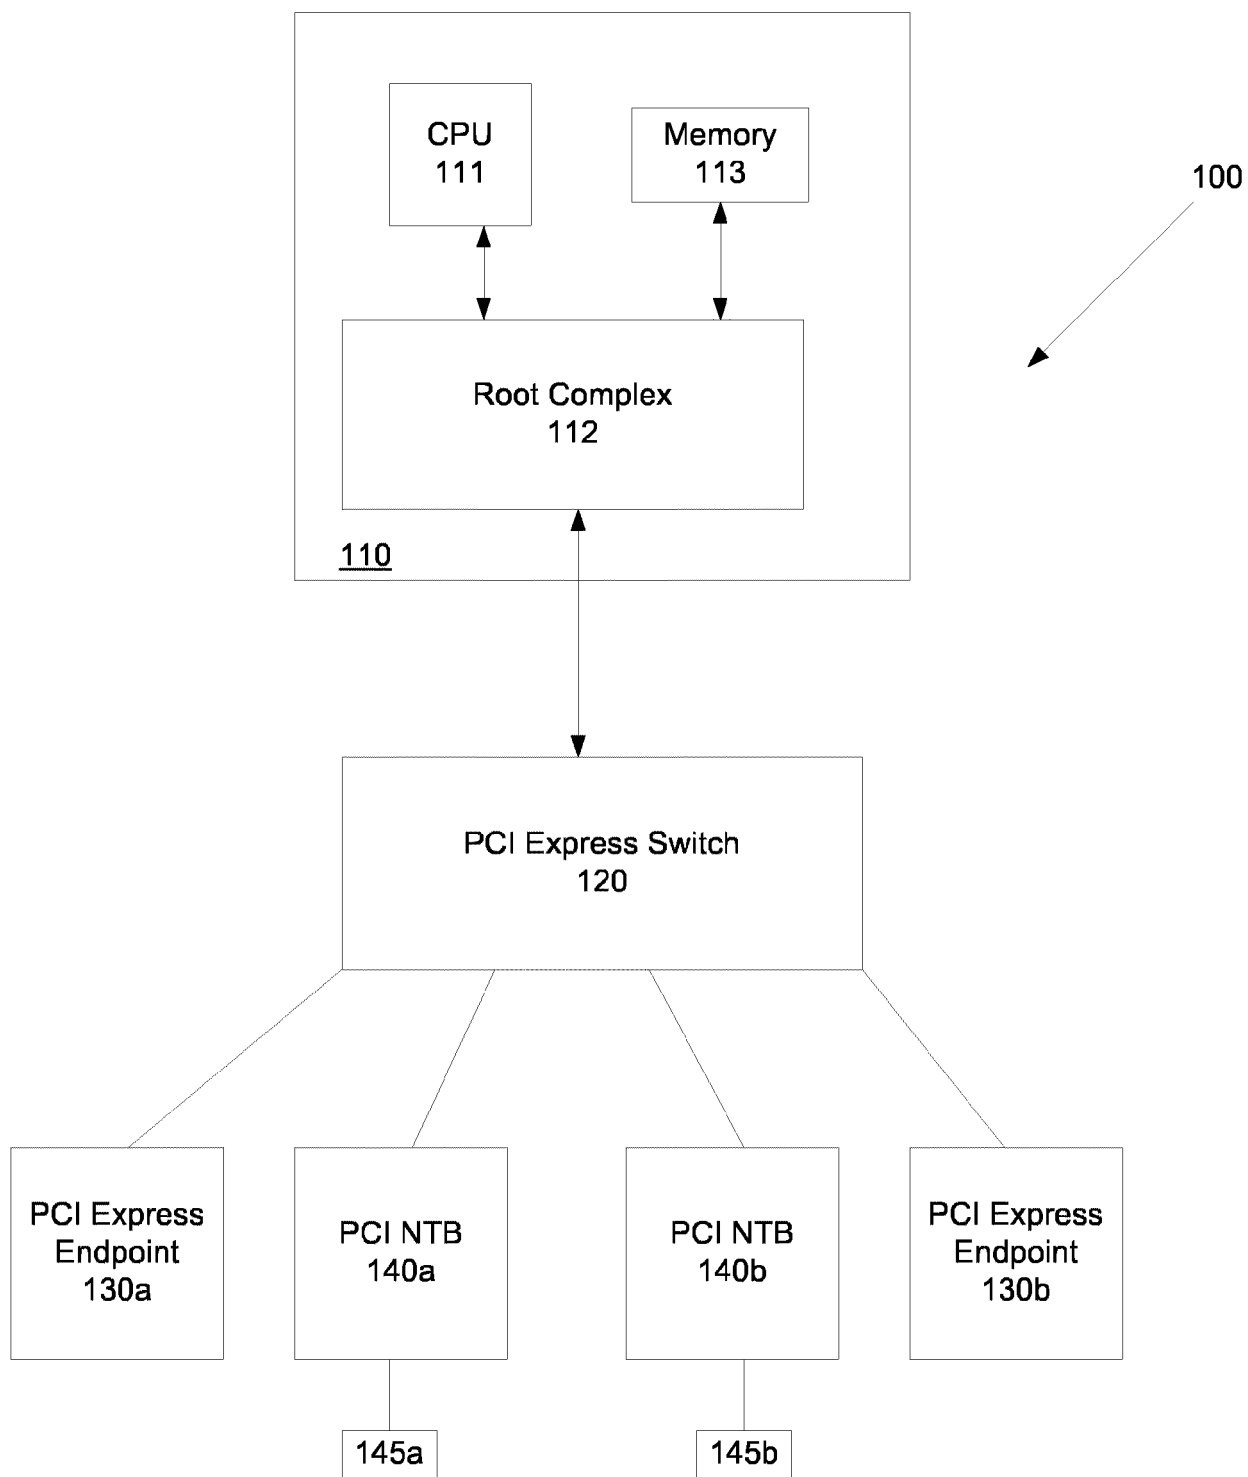 CPU
111
Memory
113
100
Root Complex
112
110
PCI Express Switch
120
PCI Express
Endpoint
130a
PCI NTB
140a
PCI NTB
140b
PCI Express
Endpoint
130b
145a
145b